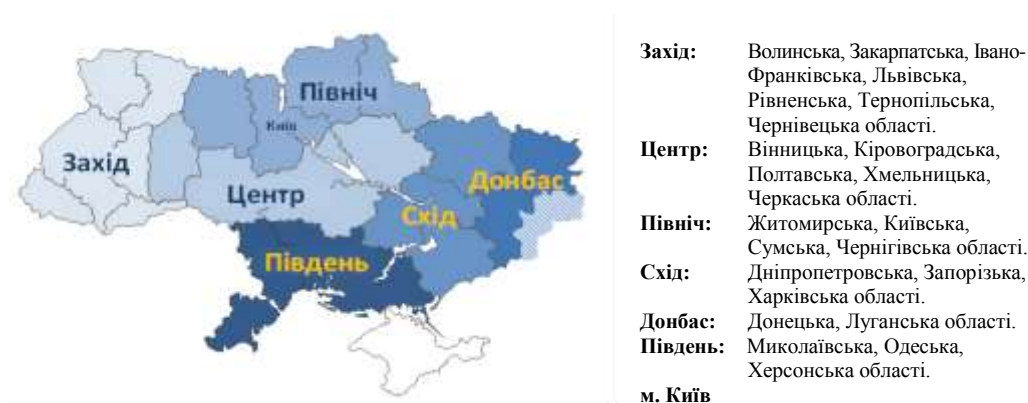 Північ
Київ
Захід
Донбас
Центр
Схід
Південь
Захід: Волинська, Закарпатська, Івано-
Франківська, Львівська,
Рівненська, Тернопільська,
Чернівецька області.
Центр: Вінницька, Кіровоградська,
Полтавська, Хмельницька,
Черкаська області.
Північ: Житомирська, Київська,
Сумська, Чернігівська області.
Схід: Дніпропетровська, Запорізька,
Харківська області.
Донбас: Донецька, Луганська області.
Південь: Миколаївська, Одеська,
Херсонська області.
м. Київ